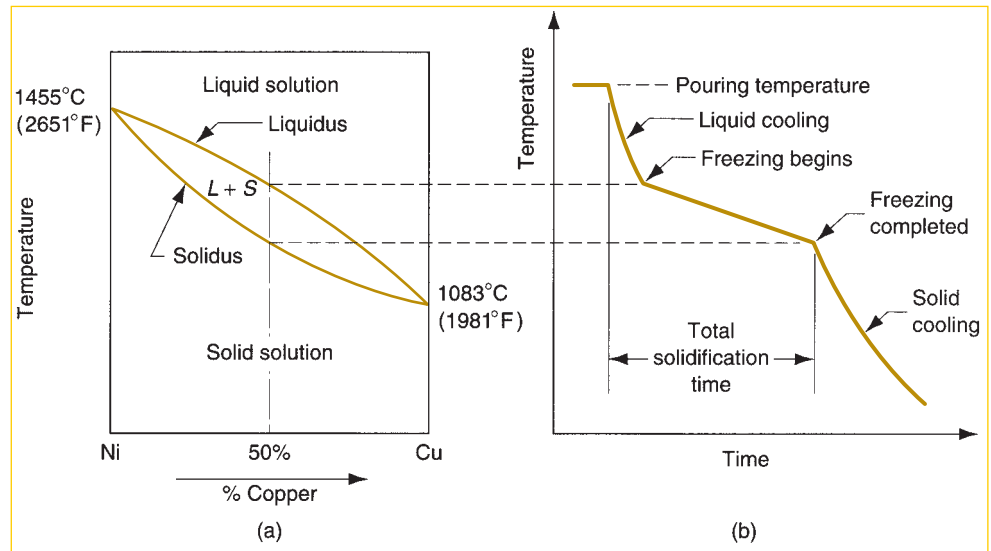 Temperature
1455°C
(2651°F)
Liquid solution
Liquidus
L + S
Solidus
1083°C
(1981°F)
Solid solution
Ni
50%
Cu
% Copper
(a)
Temperature
Pouring temperature
Liquid cooling
Freezing begins
Freezing
completed
Solid
cooling
Total
solidification
time
Time
(b)